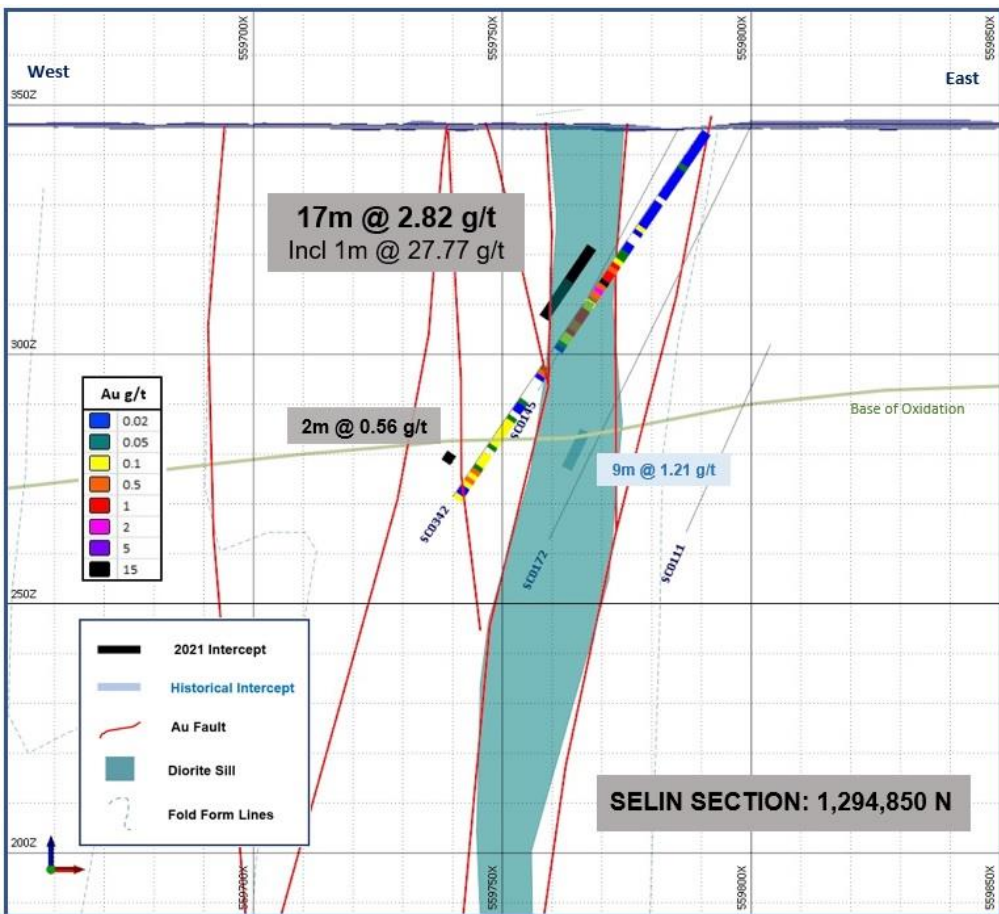 559700X
559750X
559800X
559850X
West
East
350Z
17m @ 2.82 g/t
Incl 1m @ 27.77 g/t
300Z
Au g/t
0.02
0.05
0.1
0.5
1
2
5
15
2m @ 0.56 g/t
SC0145
Base of Oxidation
9m @ 1.21 g/t
SC0342
SC0172
SC0111
250Z
2021 Intercept
Historical Intercept
Au Fault
Diorite Sill
Fold Form Lines
SELIN SECTION: 1,294,850 N
200Z
559700X
559750X
559800X
559850X